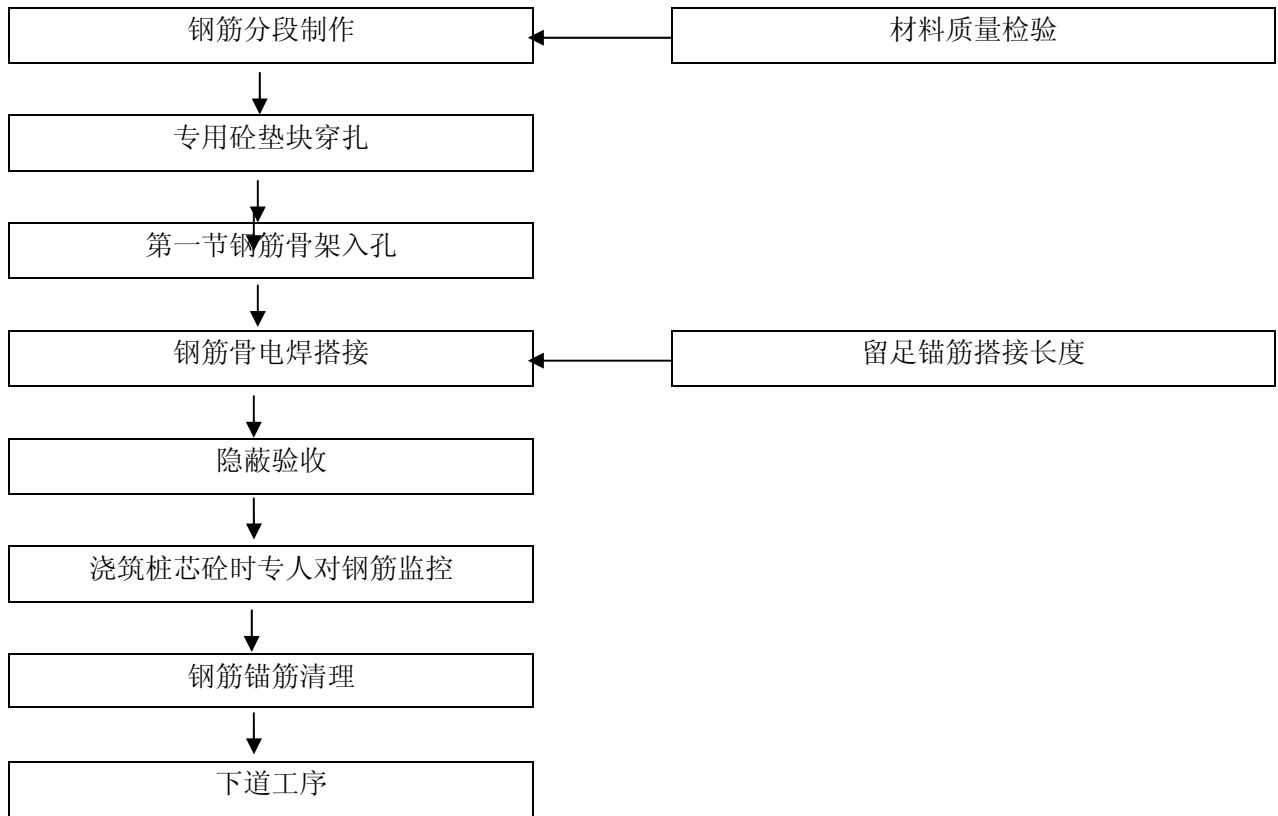 钢筋分段制作
材料质量检验
专用砼垫块穿扎
第一节钢筋骨架入孔
钢筋骨电焊搭接
留足锚筋搭接长度
隐蔽验收
浇筑桩芯砼时专人对钢筋监控
钢筋锚筋清理
下道工序